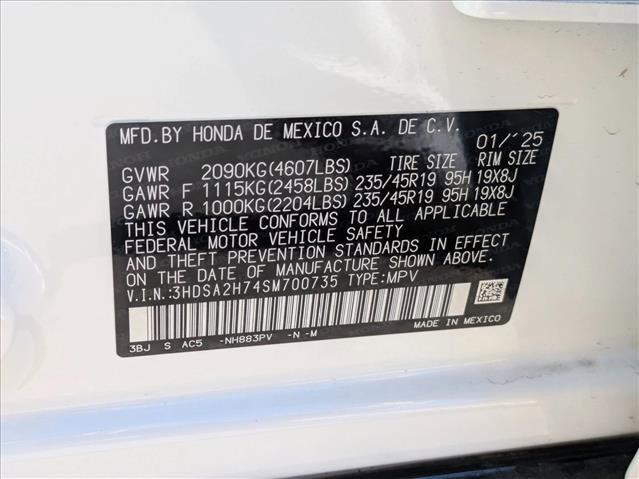 MFD.BY HONDA DE MEXICO S.A. DE C.V. 01/'25
GVWR 2090KG(4607LBS) TIRE SIZE RIM SIZE
GAWR F 1115KG(2458LBS) 235/45R19 95H 19X8J
GAWR R 1000KG(2204LBS) 235/45R19 95H 19X8J
THIS VEHICLE CONFORMS TO ALL APPLICABLE
FEDERAL MOTOR VEHICLE SAFETY
AND THEFT PREVENTION STANDARDS IN EFFECT
ON THE DATE OF MANUFACTURE SHOWN ABOVE.
V.I.N.:3HDSA2H74SM700735 TYPE:MPV
3BJ S AC5 -NH883PV -N -M MADE IN MEXICO